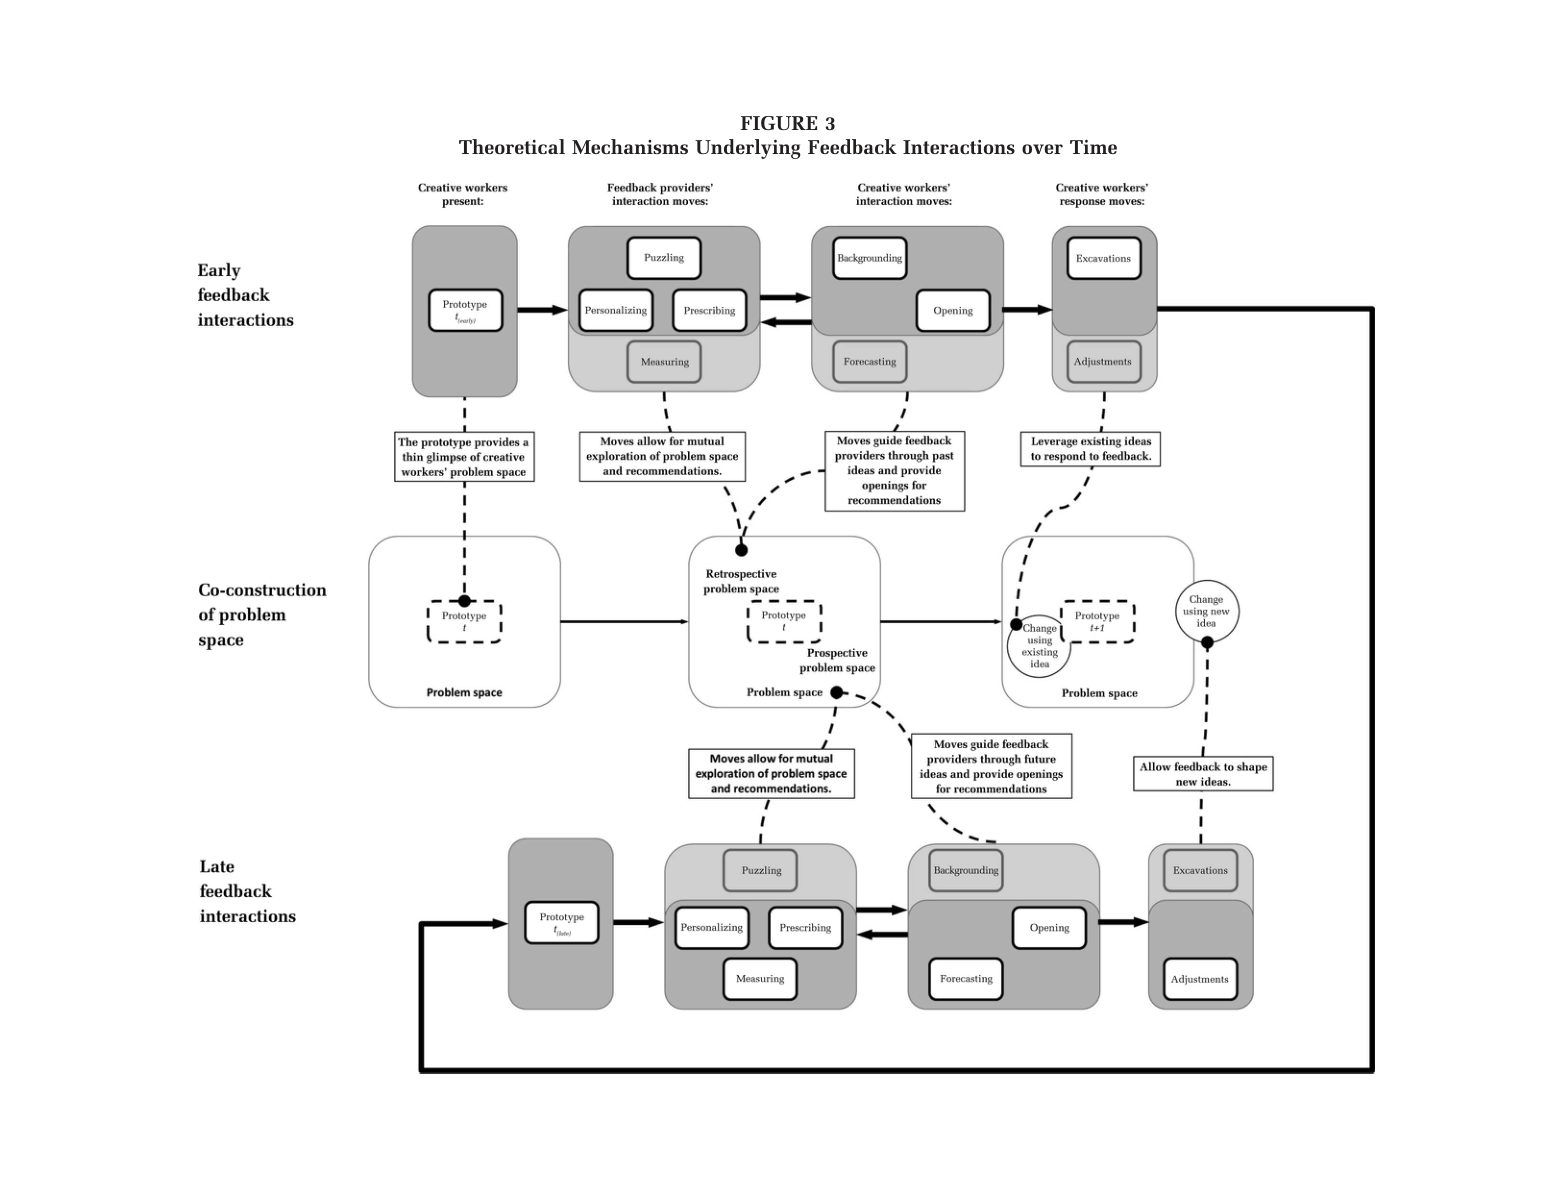 FIGURE 3
Theoretical Mechanisms Underlying Feedback Interactions over Time
Creative workers
present:
Feedback providers’
interaction moves:
Creative workers’
interaction moves:
Creative workers’
response moves:
Early
feedback
interactions
Prototype
t(early)
Puzzling
Personalizing
Prescribing
Measuring
Backgrounding
Opening
Forecasting
Excavations
Adjustments
The prototype provides a
thin glimpse of creative
workers’ problem space
Moves allow for mutual
exploration of problem space
and recommendations.
Moves guide feedback
providers through past
ideas and provide
openings for
recommendations
Leverage existing ideas
to respond to feedback.
Co-construction
of problem
space
Prototype
t
Problem space
Retrospective
problem space
Prototype
t
Prospective
problem space
Problem space
Change
using
existing
idea
Prototype
t+1
Problem space
Change
using new
idea
Moves allow for mutual
exploration of problem space
and recommendations.
Moves guide feedback
providers through future
ideas and provide openings
for recommendations
Allow feedback to shape
new ideas.
Late
feedback
interactions
Prototype
t(late)
Puzzling
Personalizing
Prescribing
Measuring
Backgrounding
Opening
Forecasting
Excavations
Adjustments